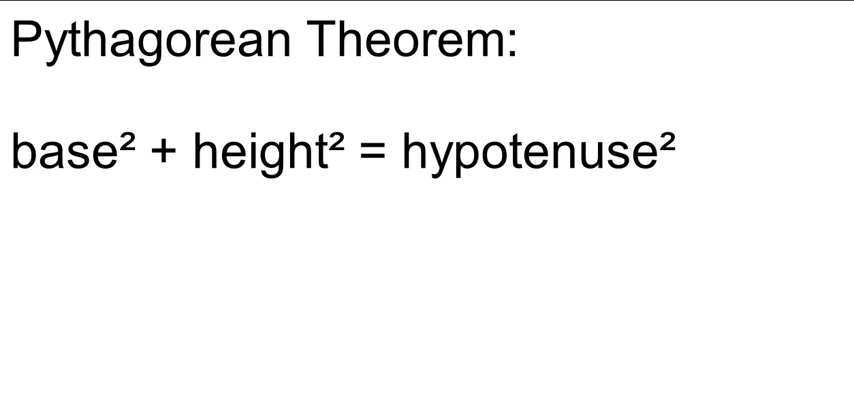 Pythagorean Theorem:
base² + height² = hypotenuse²